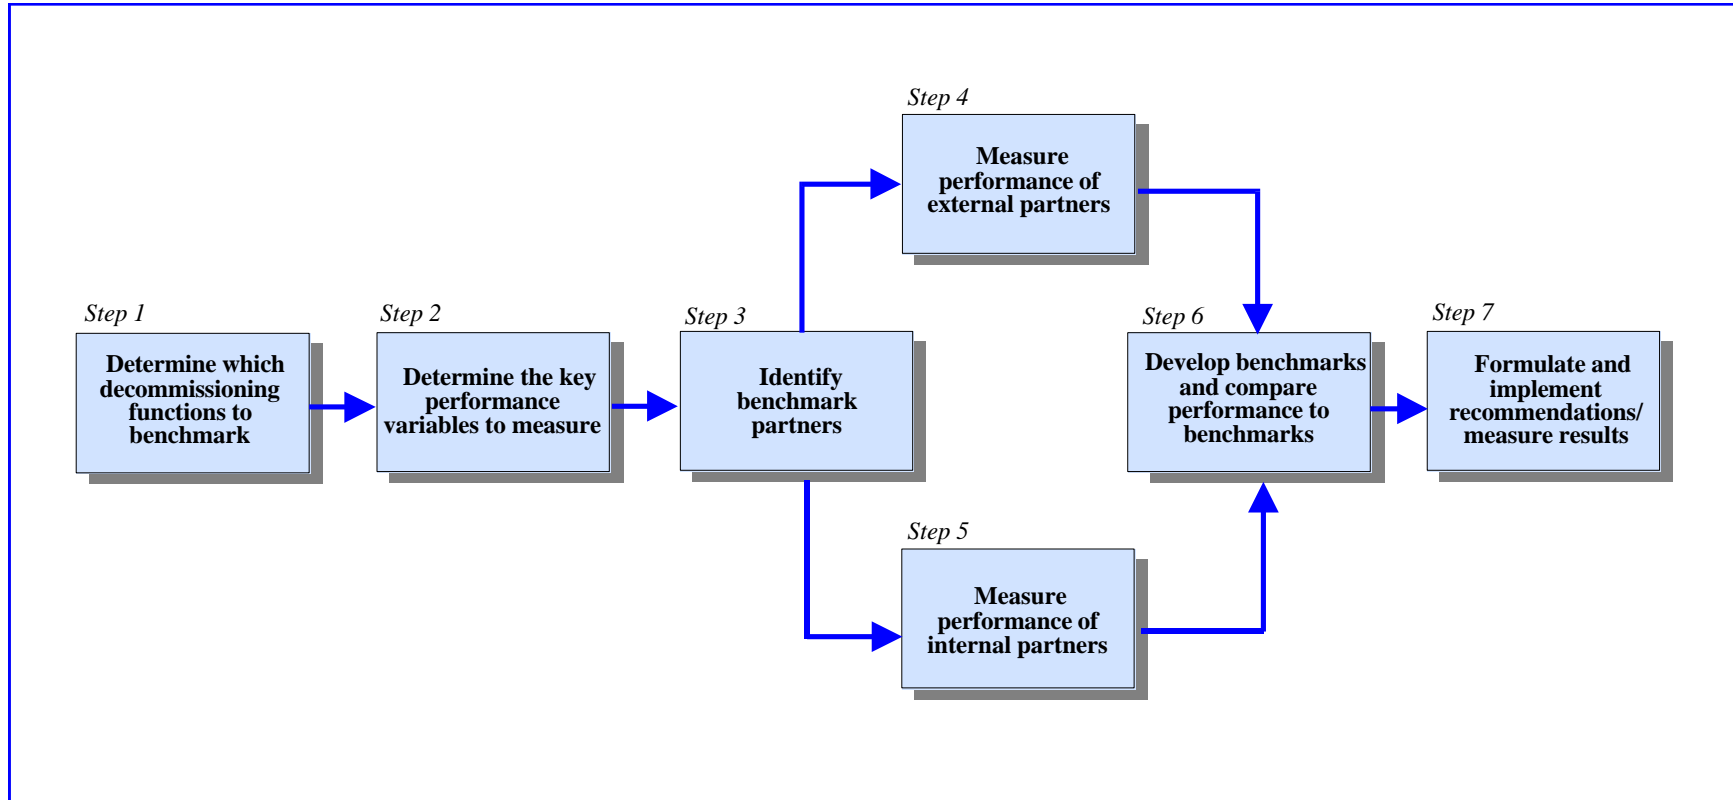 Step 1
Determine which
decommissioning
functions to
benchmark
Step 2
Determine the key
performance
variables to measure
Step 3
Identify
benchmark
partners
Step 4
Measure
performance of
external partners
Step 5
Measure
performance of
internal partners
Step 6
Develop benchmarks
and compare
performance to
benchmarks
Step 7
Formulate and
implement
recommendations/
measure results